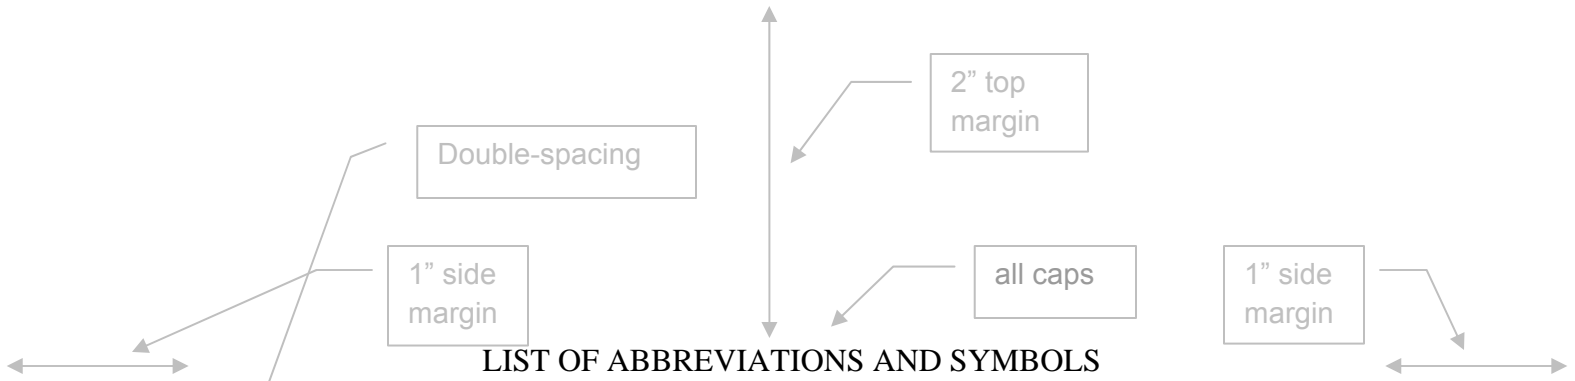 2” top
margin
Double-spacing
1” side
margin
all caps
1” side
margin
LIST OF ABBREVIATIONS AND SYMBOLS